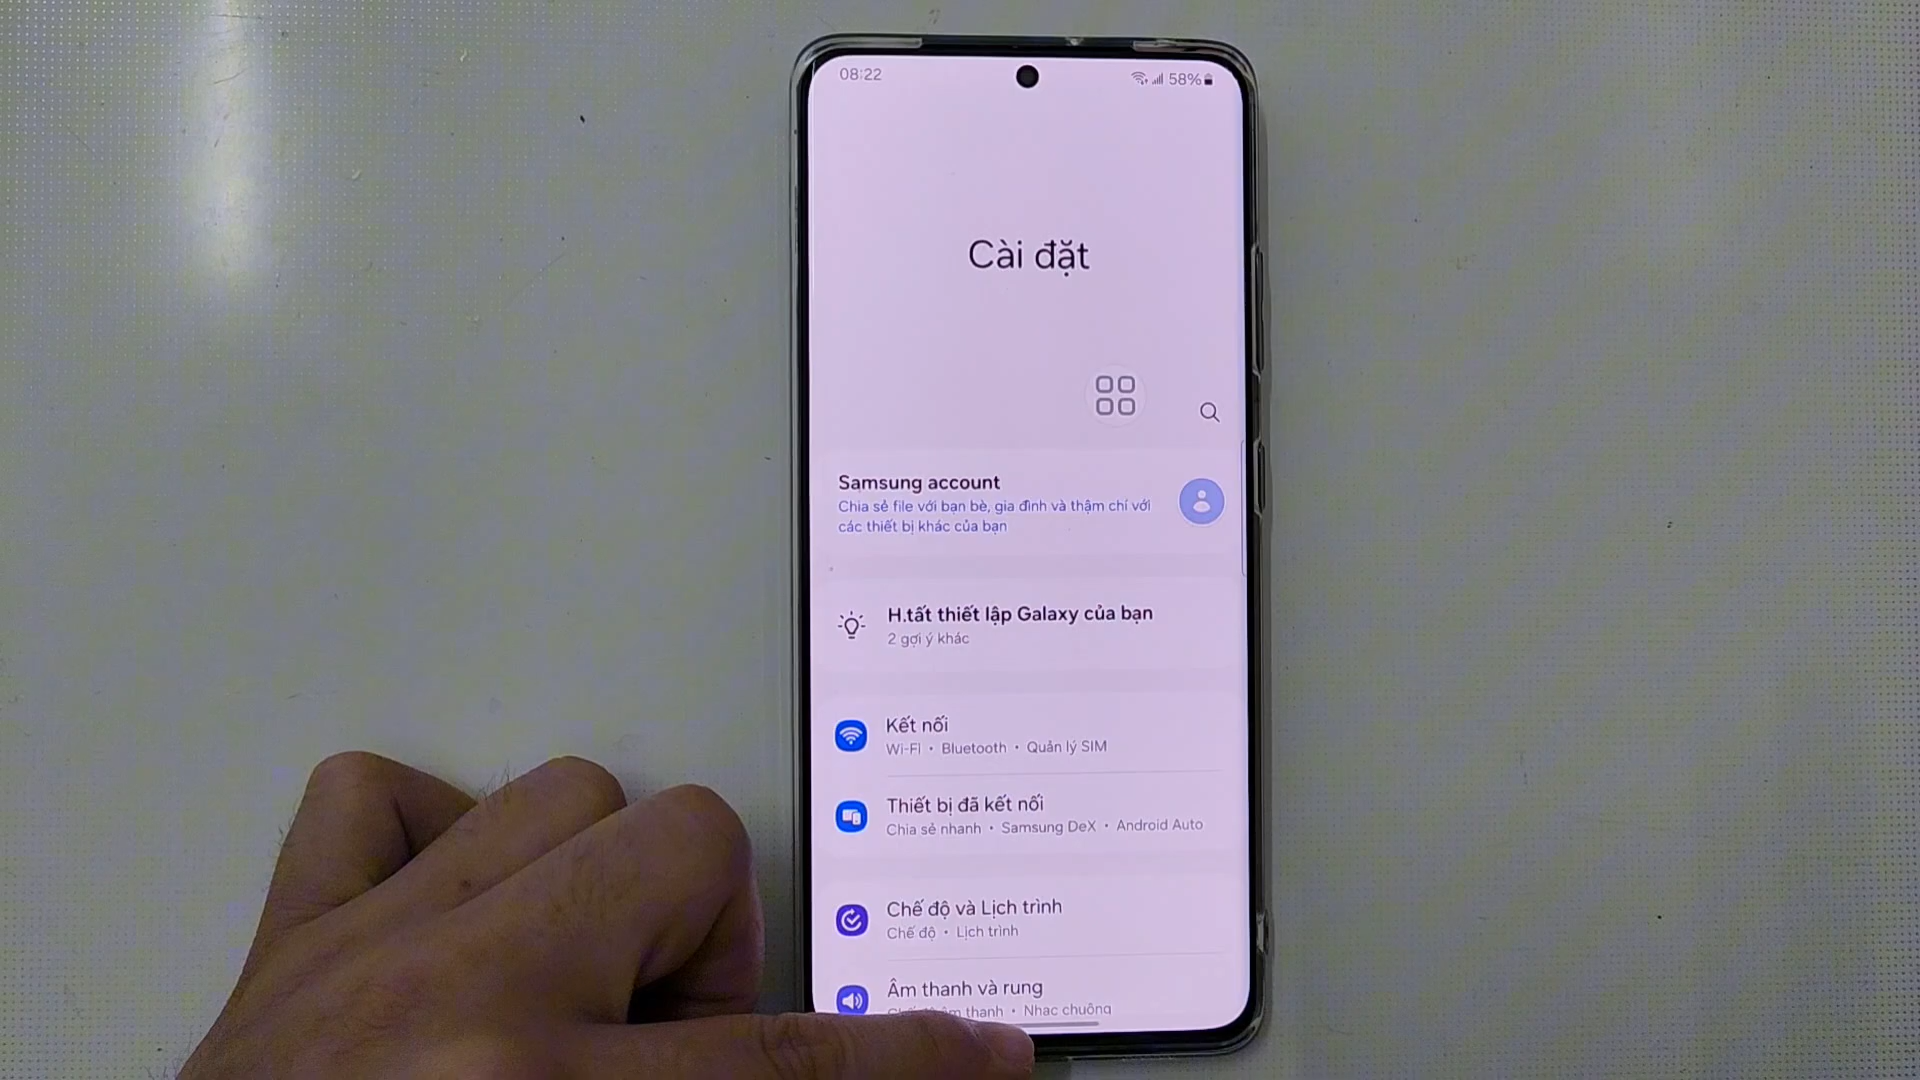 08:22
58%
Cài đặt
Samsung account
Chia sẻ file với bạn bè, gia đình và thậm chí với
các thiết bị khác của bạn
H.tất thiết lập Galaxy của bạn
2 gợi ý khác
Kết nối
Wi-Fi • Bluetooth • Quản lý SIM
Thiết bị đã kết nối
Chia sẻ nhanh • Samsung DeX • Android Auto
Chế độ và Lịch trình
Chế độ • Lịch trình
Âm thanh và rung
thanh • Nhạc chuông